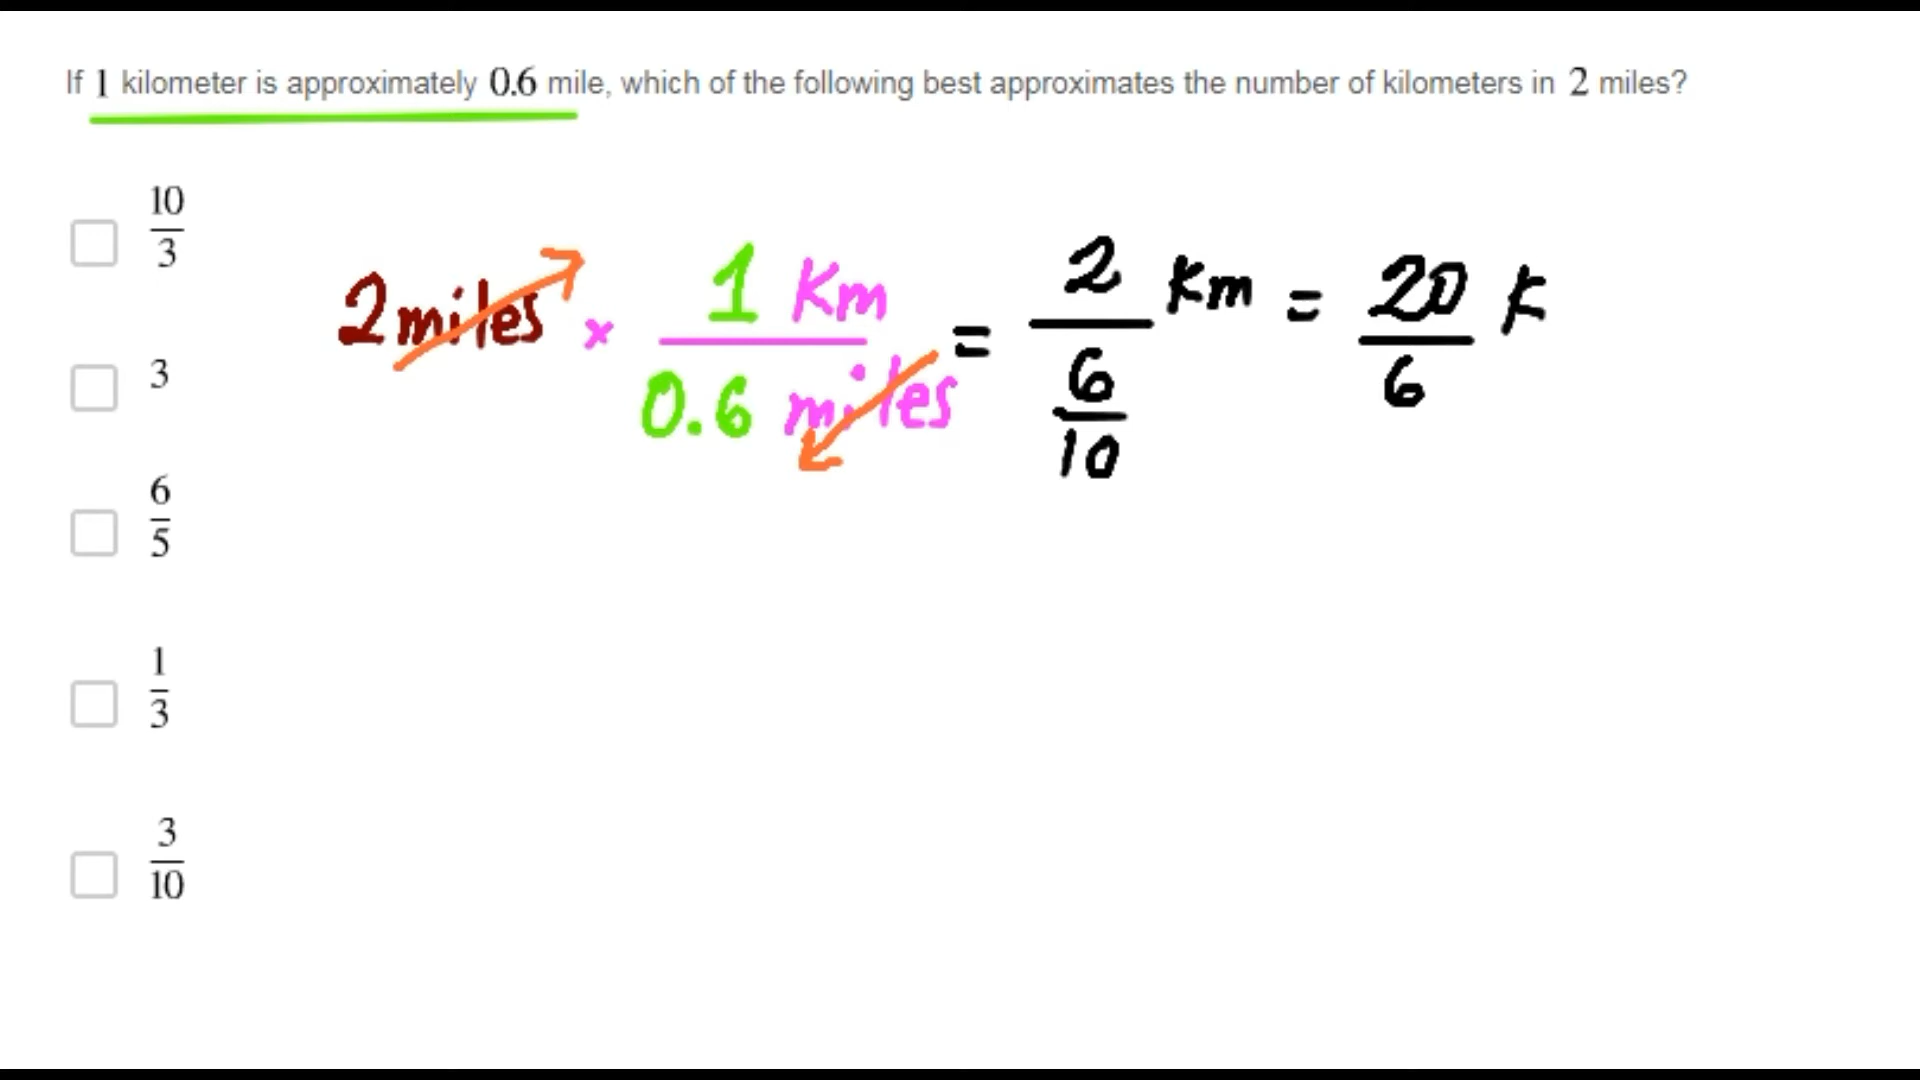 If 1 kilometer is approximately 0.6 mile, which of the following best approximates the number of kilometers in 2 miles?
10/3
3
6/5
1/3
3/10
2 miles × 1 Km / 0.6 miles = 2 / (6/10) Km = 20/6 K